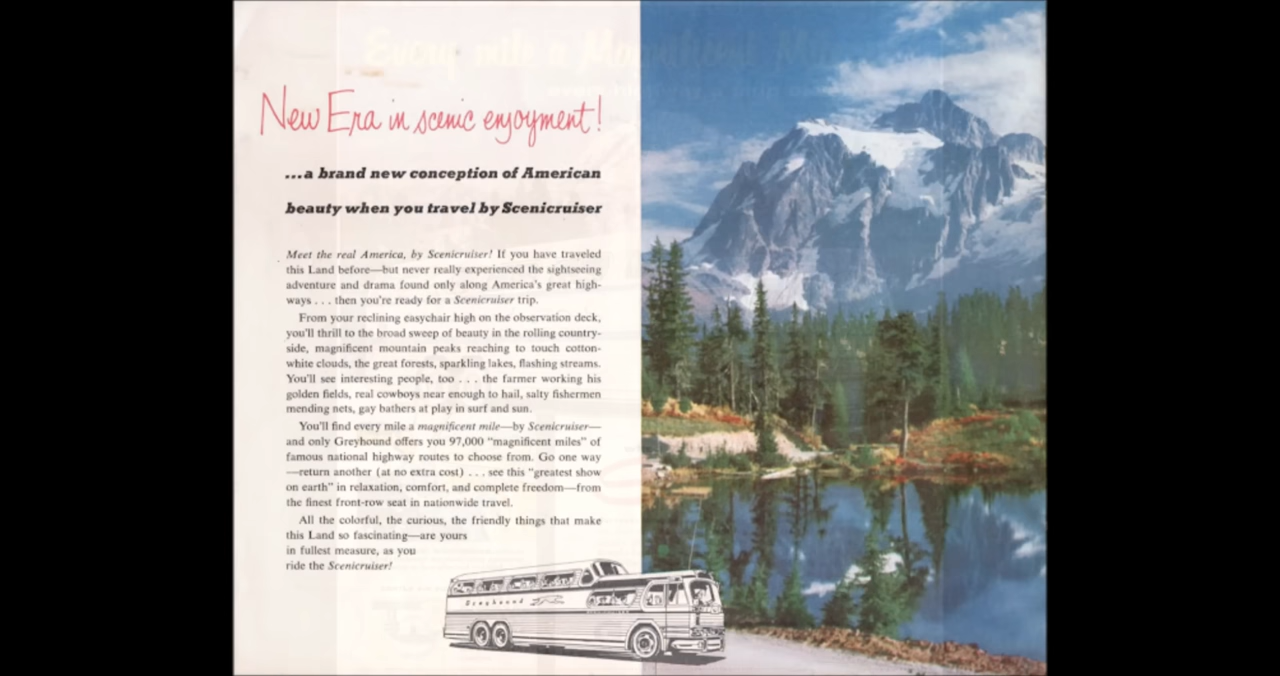 New Era in scenic enjoyment!
...a brand new conception of American
beauty when you travel by Scenicruiser
Meet the real America, by Scenicruiser! If you have traveled
this Land before—but never really experienced the sightseeing
adventure and drama found only along America's great high-
ways . . . then you're ready for a Scenicruiser trip.
From your reclining easychair high on the observation deck,
you'll thrill to the broad sweep of beauty in the rolling country-
side, magnificent mountain peaks reaching to touch cotton-
white clouds, the great forests, sparkling lakes, flashing streams.
You'll see interesting people, too . . . the farmer working his
golden fields, real cowboys near enough to hail, salty fishermen
mending nets, gay bathers at play in surf and sun.
You'll find every mile a magnificent mile—by Scenicruiser—
and only Greyhound offers you 97,000 "magnificent miles" of
famous national highway routes to choose from. Go one way
—return another (at no extra cost) . . . see this "greatest show
on earth" in relaxation, comfort, and complete freedom—from
the finest front-row seat in nationwide travel.
All the colorful, the curious, the friendly things that make
this Land so fascinating—are yours
in fullest measure, as you
ride the Scenicruiser!
Greyhound